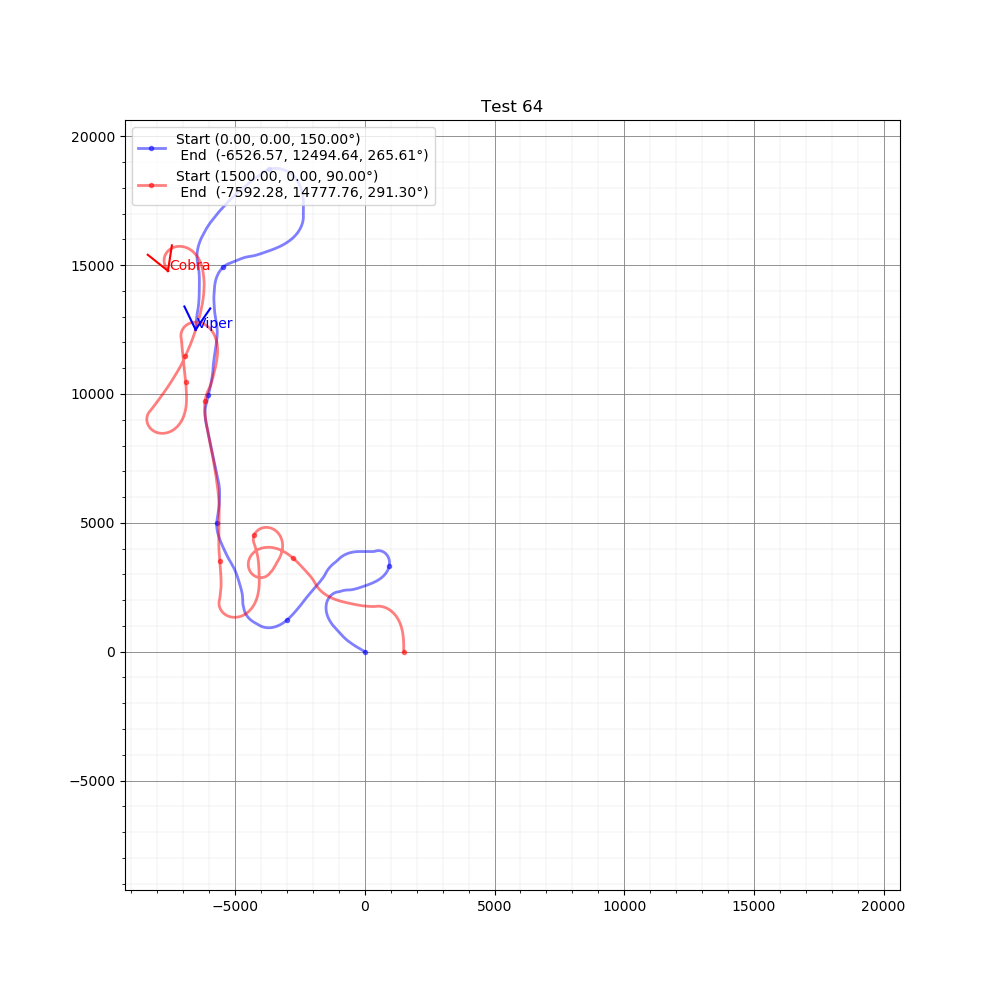 Test 64
Start (0.00, 0.00, 150.00°)
End  (-6526.57, 12494.64, 265.61°)
Start (1500.00, 0.00, 90.00°)
End  (-7592.28, 14777.76, 291.30°)
20000
15000
10000
5000
0
−5000
Cobra
Viper
−5000
0
5000
10000
15000
20000